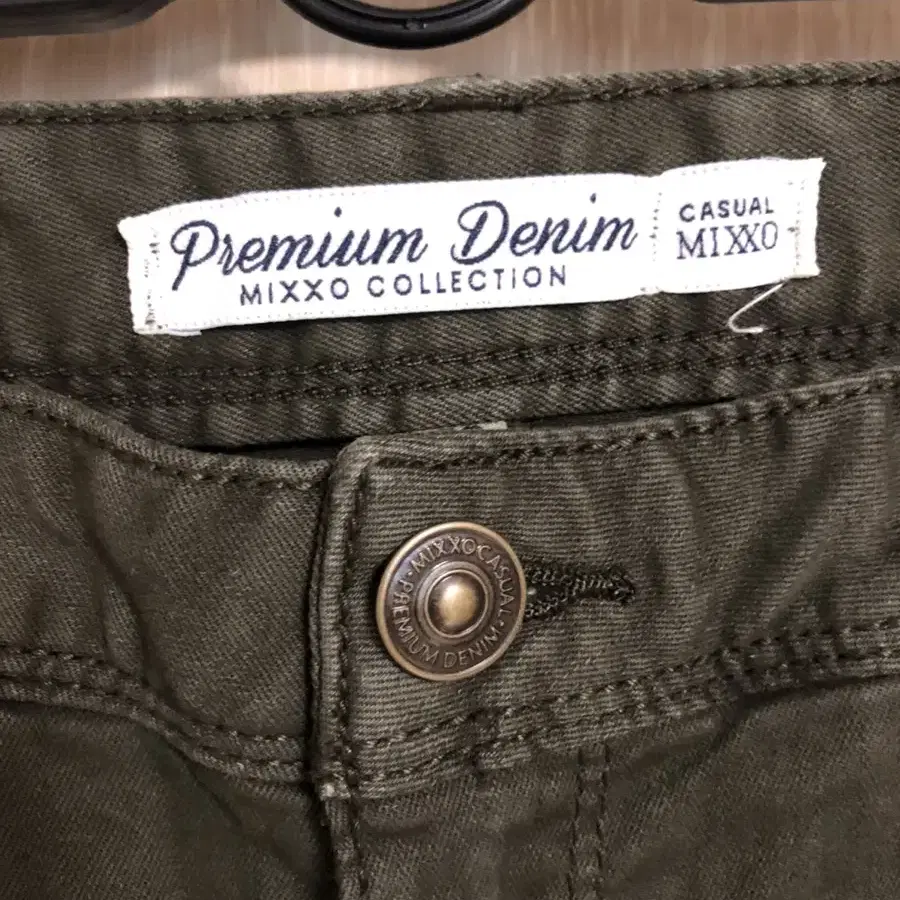 Premium Denim
MIXXO COLLECTION
CASUAL
MIXXO
MIXXO CASUAL
· PREMIUM DENIM ·